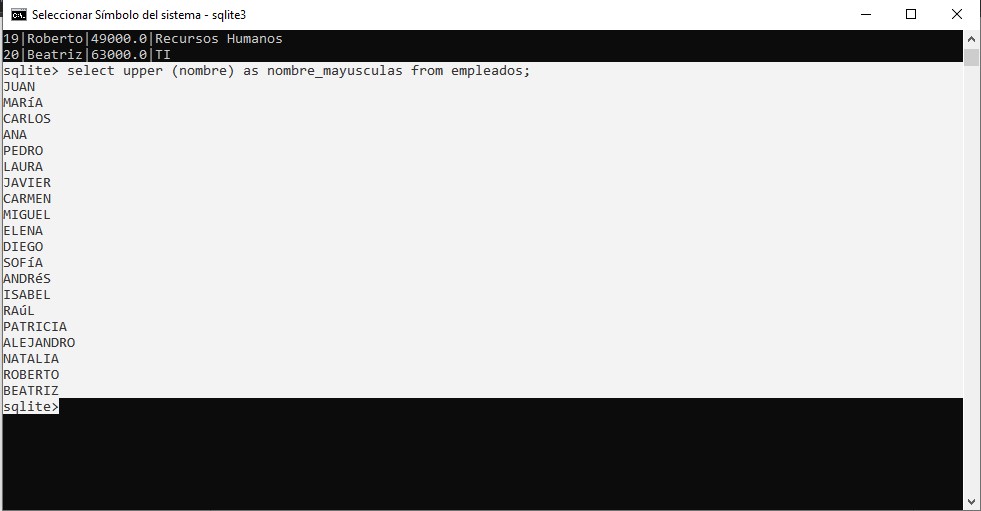 Seleccionar Símbolo del sistema - sqlite3
19|Roberto|49000.0|Recursos Humanos
20|Beatriz|63000.0|TI
sqlite> select upper (nombre) as nombre_mayusculas from empleados;
JUAN
MARíA
CARLOS
ANA
PEDRO
LAURA
JAVIER
CARMEN
MIGUEL
ELENA
DIEGO
SOFíA
ANDRéS
ISABEL
RAúL
PATRICIA
ALEJANDRO
NATALIA
ROBERTO
BEATRIZ
sqlite>